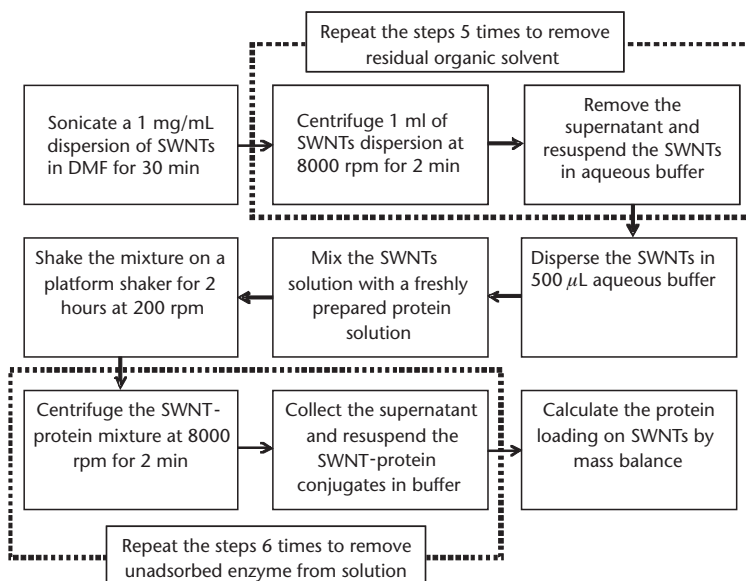 Repeat the steps 5 times to remove
residual organic solvent
Sonicate a 1 mg/mL
dispersion of SWNTs
in DMF for 30 min
Centrifuge 1 ml of
SWNTs dispersion at
8000 rpm for 2 min
Remove the
supernatant and
resuspend the SWNTs
in aqueous buffer
Shake the mixture on a
platform shaker for 2
hours at 200 rpm
Mix the SWNTs
solution with a freshly
prepared protein
solution
Disperse the SWNTs in
500 μL aqueous buffer
Centrifuge the SWNT-
protein mixture at 8000
rpm for 2 min
Collect the supernatant
and resuspend the
SWNT-protein
conjugates in buffer
Calculate the protein
loading on SWNTs by
mass balance
Repeat the steps 6 times to remove
unadsorbed enzyme from solution